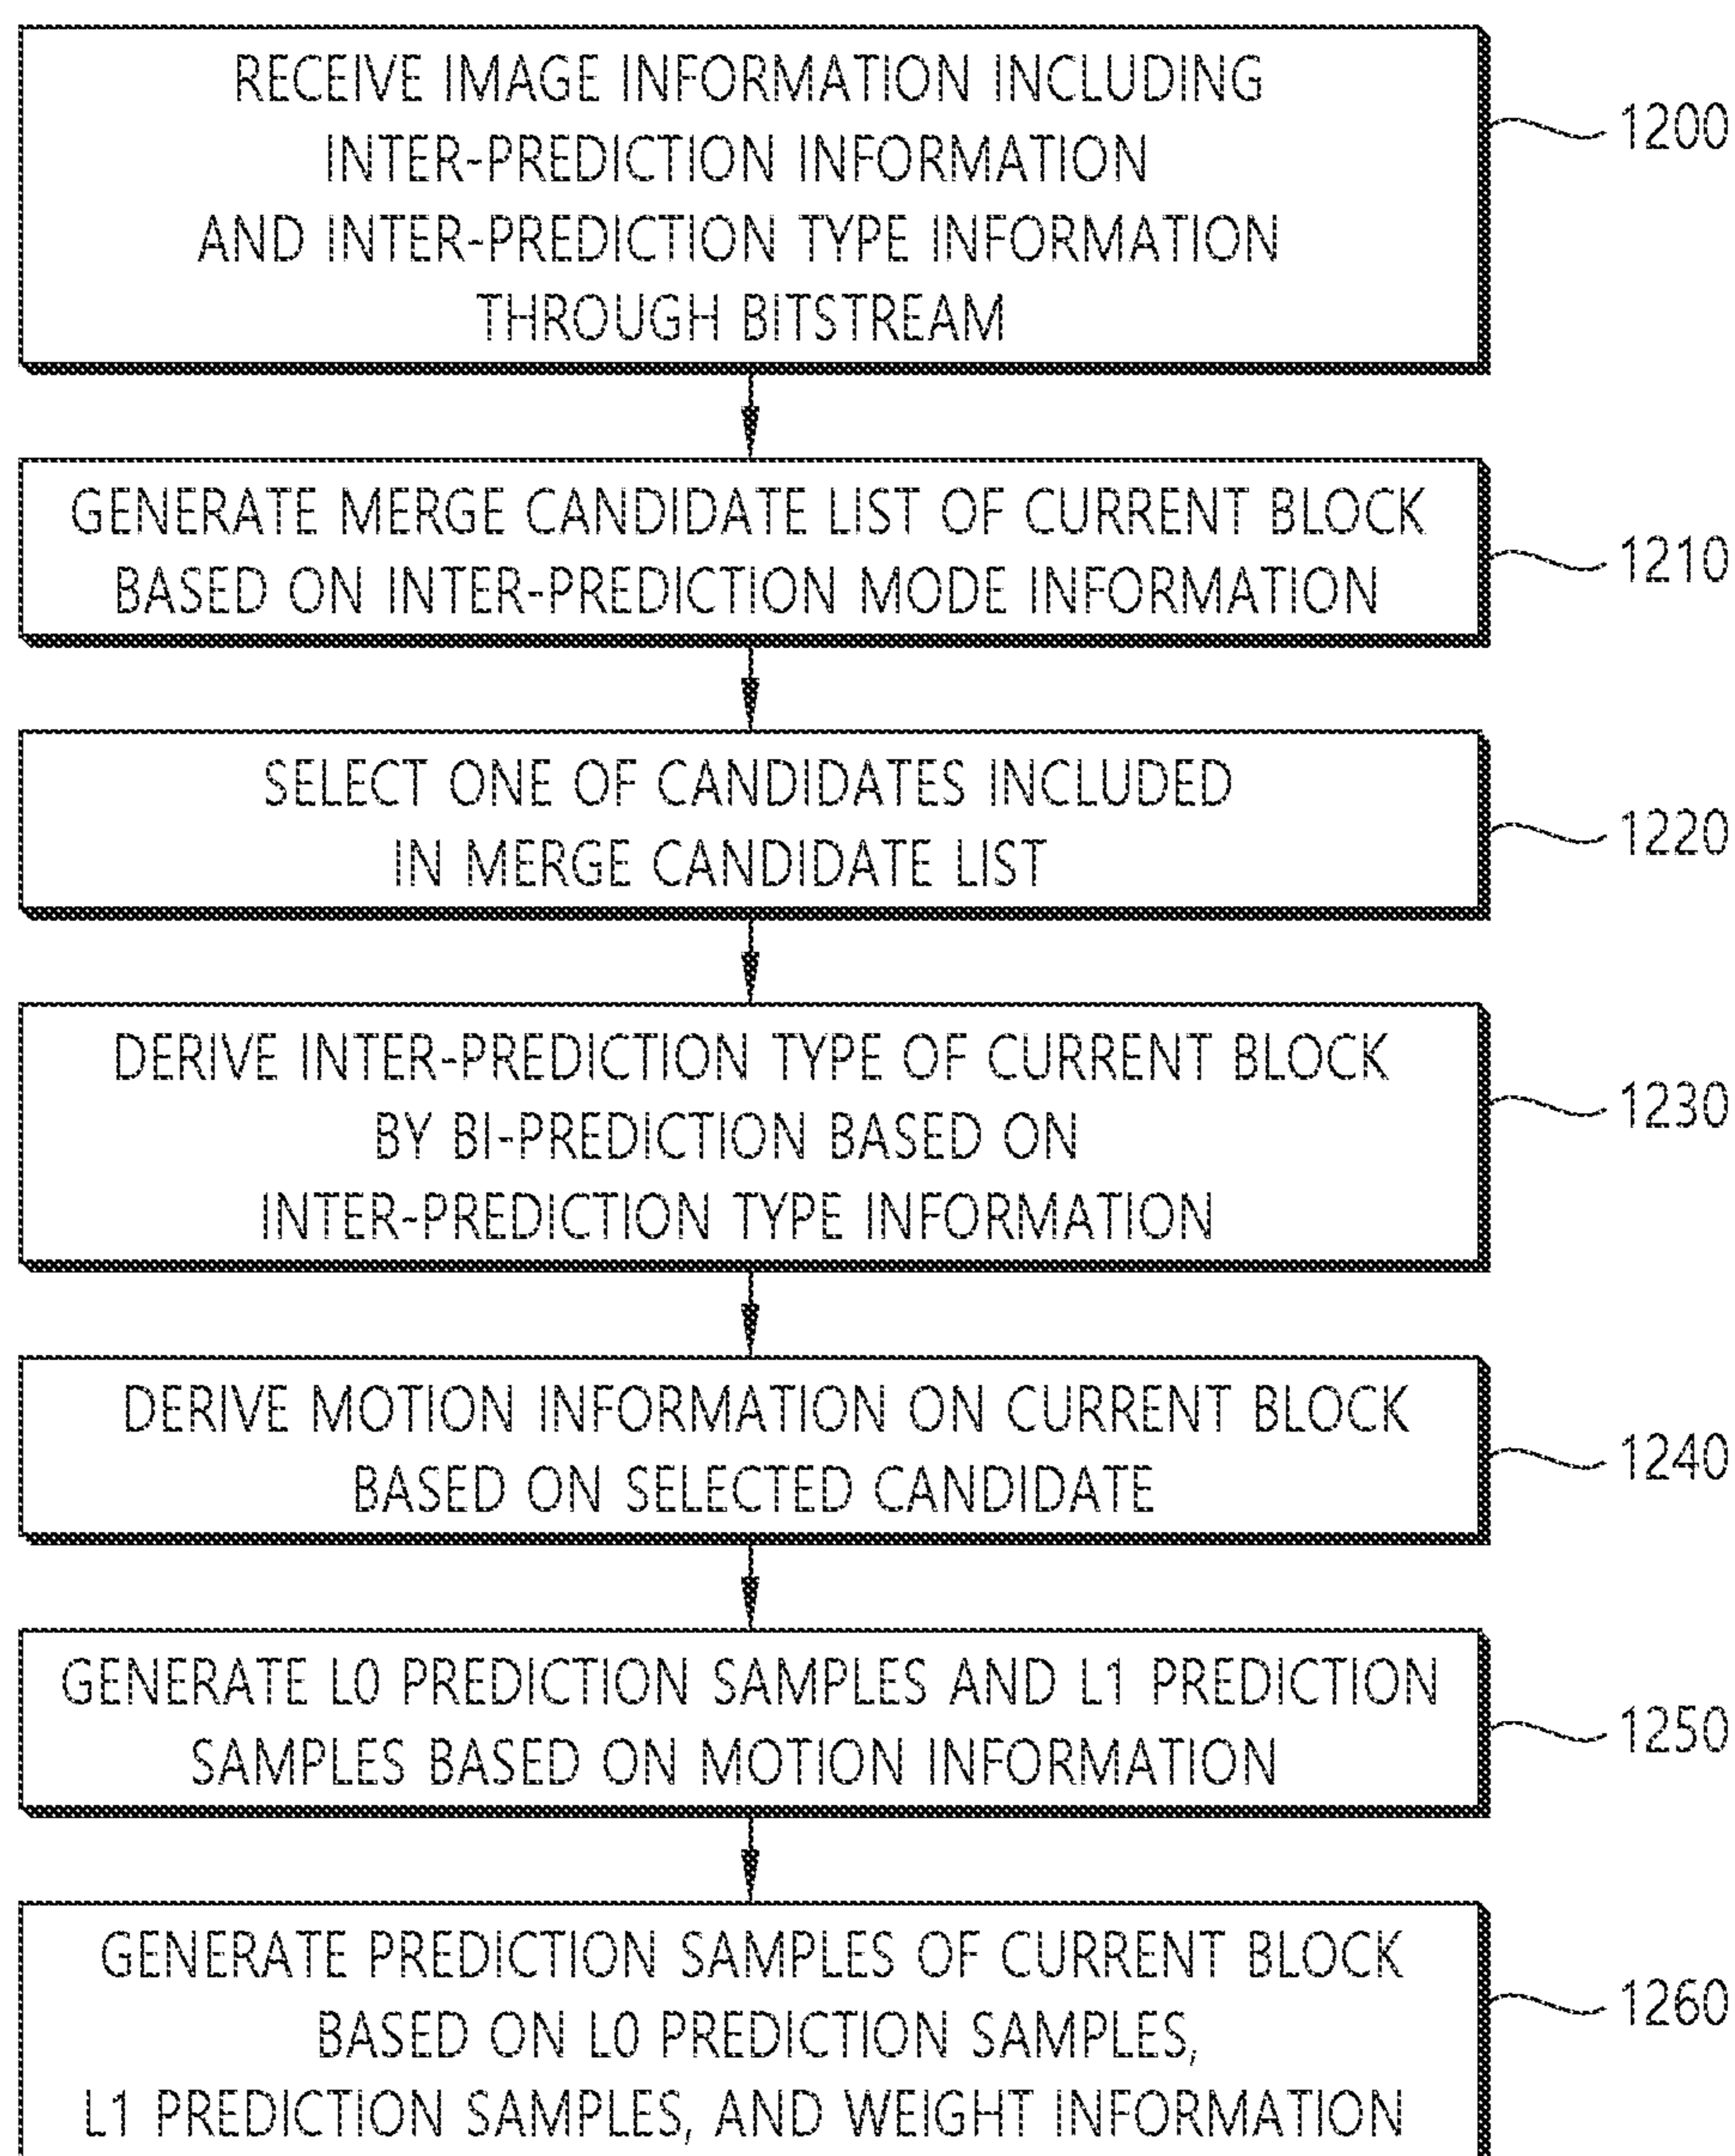 RECEIVE IMAGE INFORMATION INCLUDING
INTER-PREDICTION INFORMATION
AND INTER-PREDICTION TYPE INFORMATION
THROUGH BITSTREAM
1200
GENERATE MERGE CANDIDATE LIST OF CURRENT BLOCK
BASED ON INTER-PREDICTION MODE INFORMATION
1210
SELECT ONE OF CANDIDATES INCLUDED
IN MERGE CANDIDATE LIST
1220
DERIVE INTER-PREDICTION TYPE OF CURRENT BLOCK
BY BI-PREDICTION BASED ON
INTER-PREDICTION TYPE INFORMATION
1230
DERIVE MOTION INFORMATION ON CURRENT BLOCK
BASED ON SELECTED CANDIDATE
1240
GENERATE L0 PREDICTION SAMPLES AND L1 PREDICTION
SAMPLES BASED ON MOTION INFORMATION
1250
GENERATE PREDICTION SAMPLES OF CURRENT BLOCK
BASED ON L0 PREDICTION SAMPLES,
L1 PREDICTION SAMPLES, AND WEIGHT INFORMATION
1260